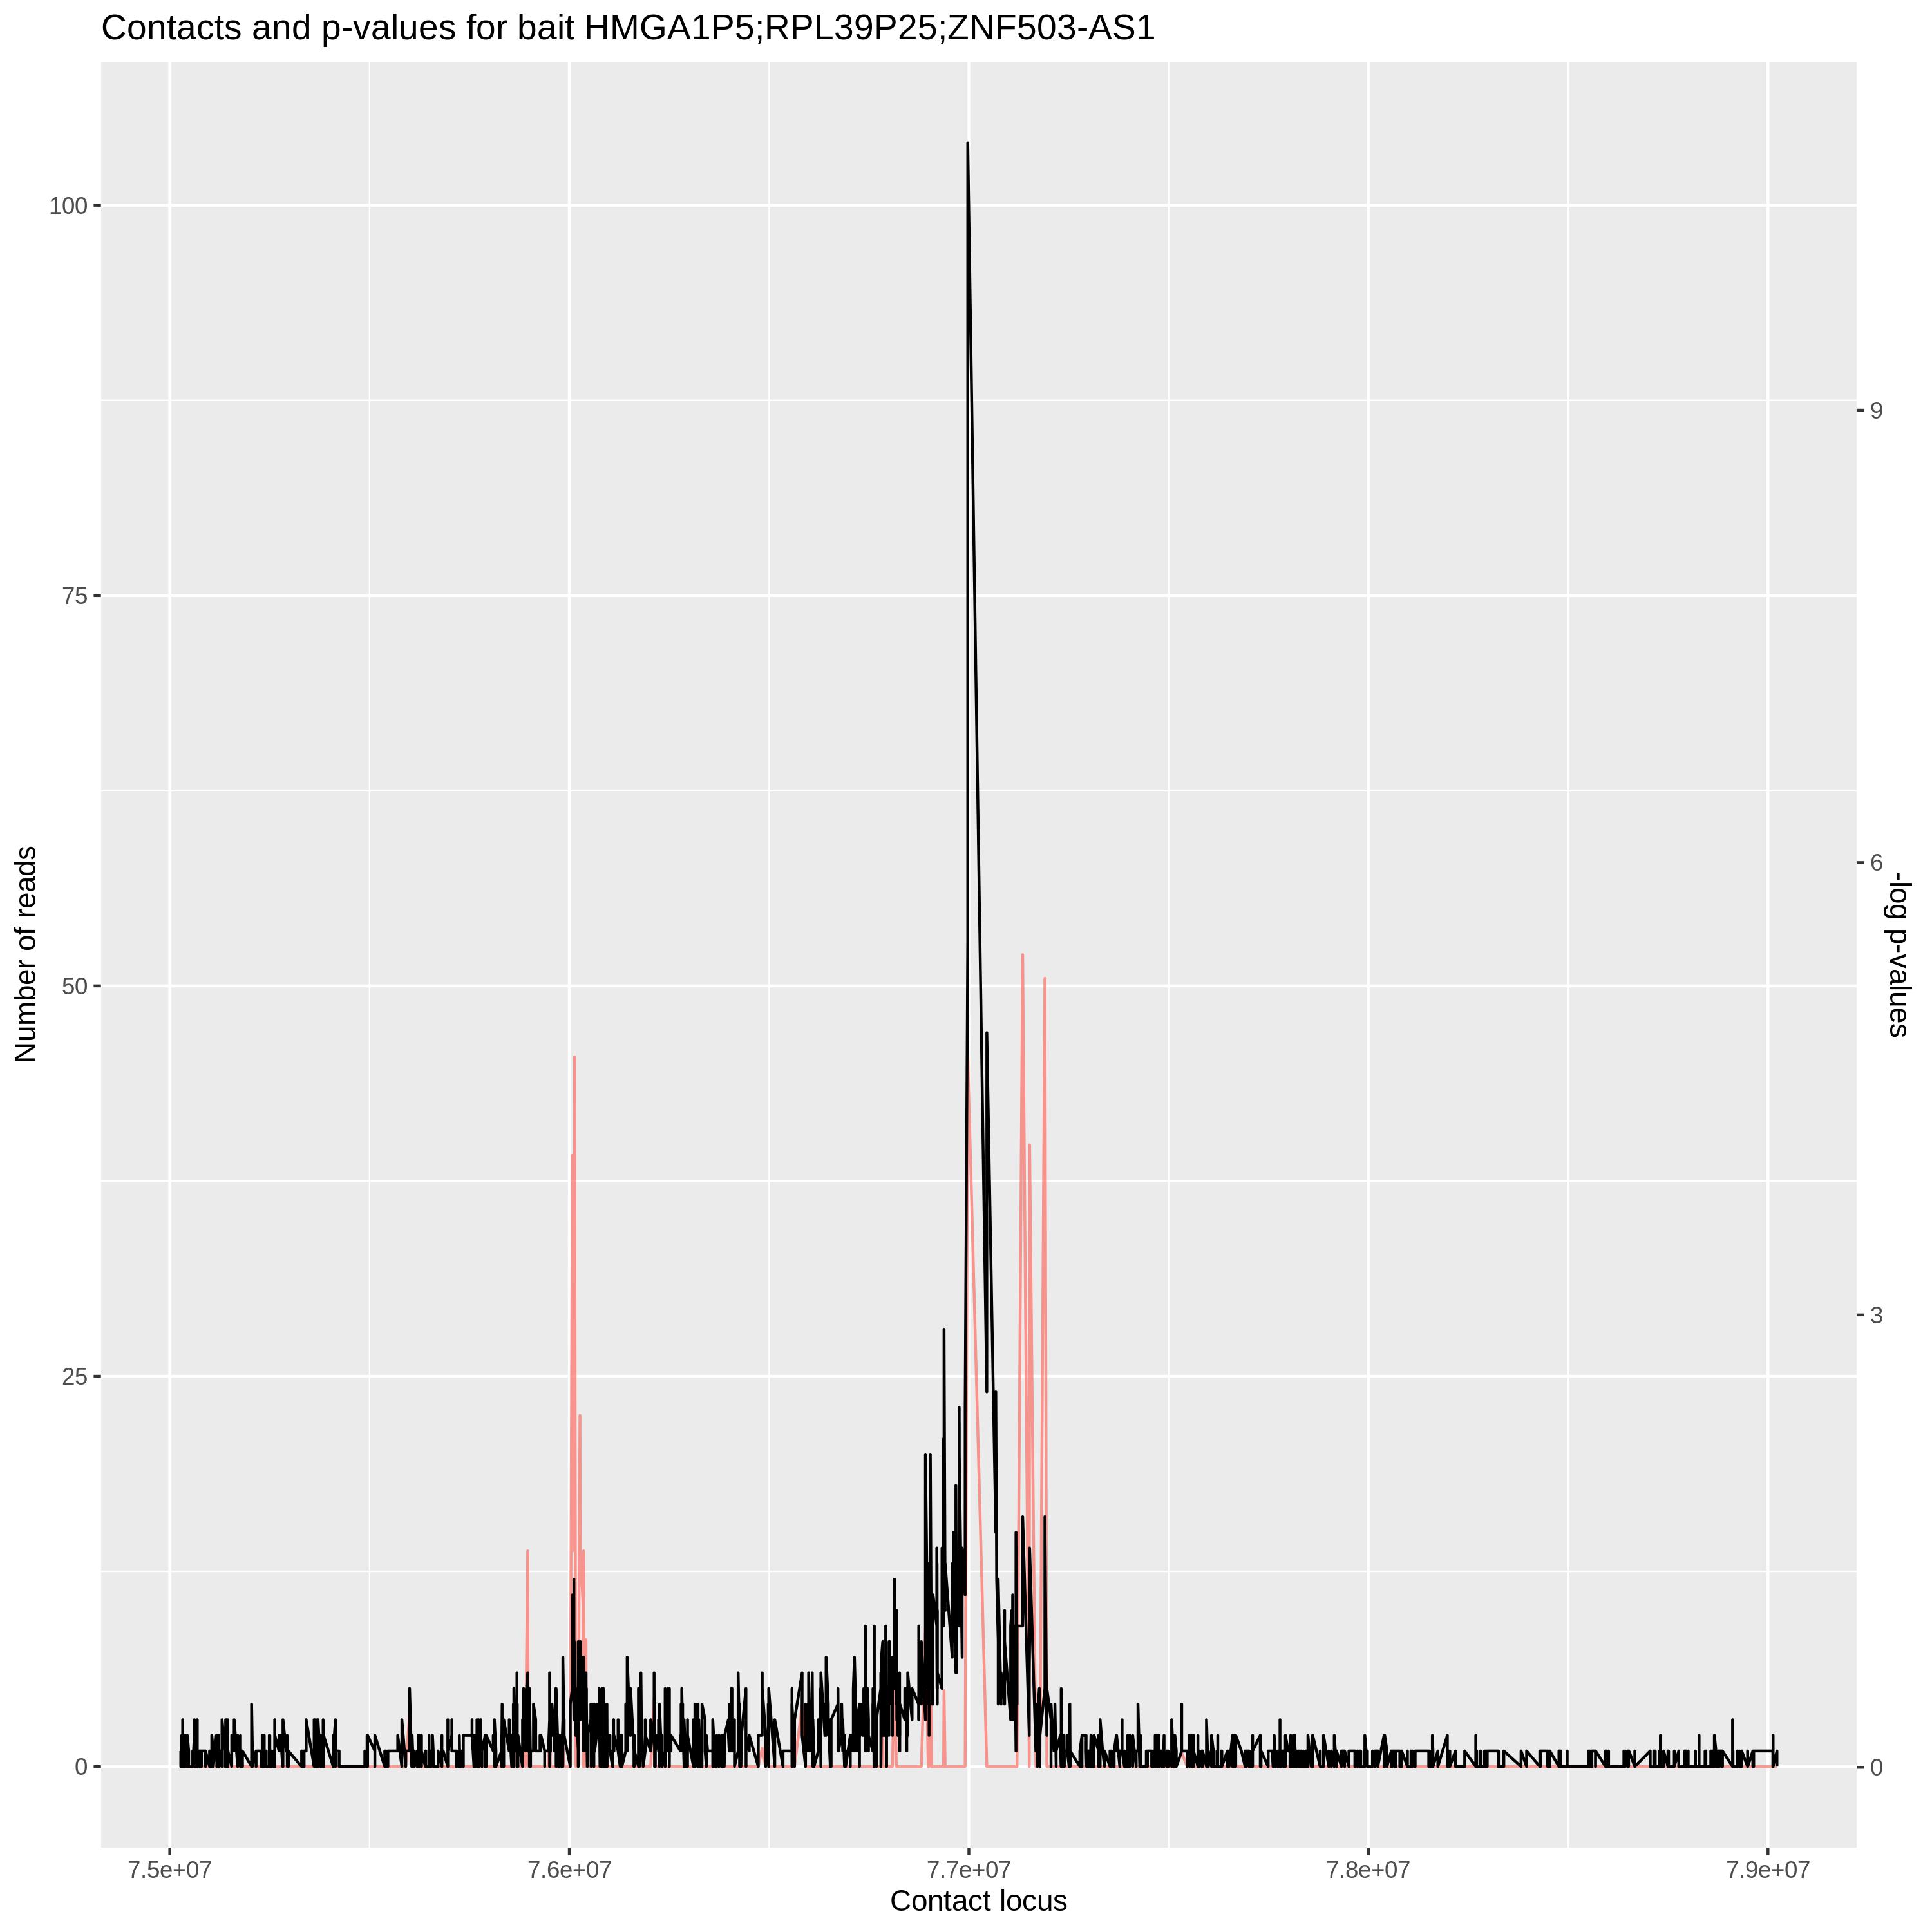 Contacts and p-values for bait HMGA1P5;RPL39P25;ZNF503-AS1
100
75
50
25
0
Number of reads
9
6
3
0
-log p-values
7.5e+07
7.6e+07
7.7e+07
7.8e+07
7.9e+07
Contact locus